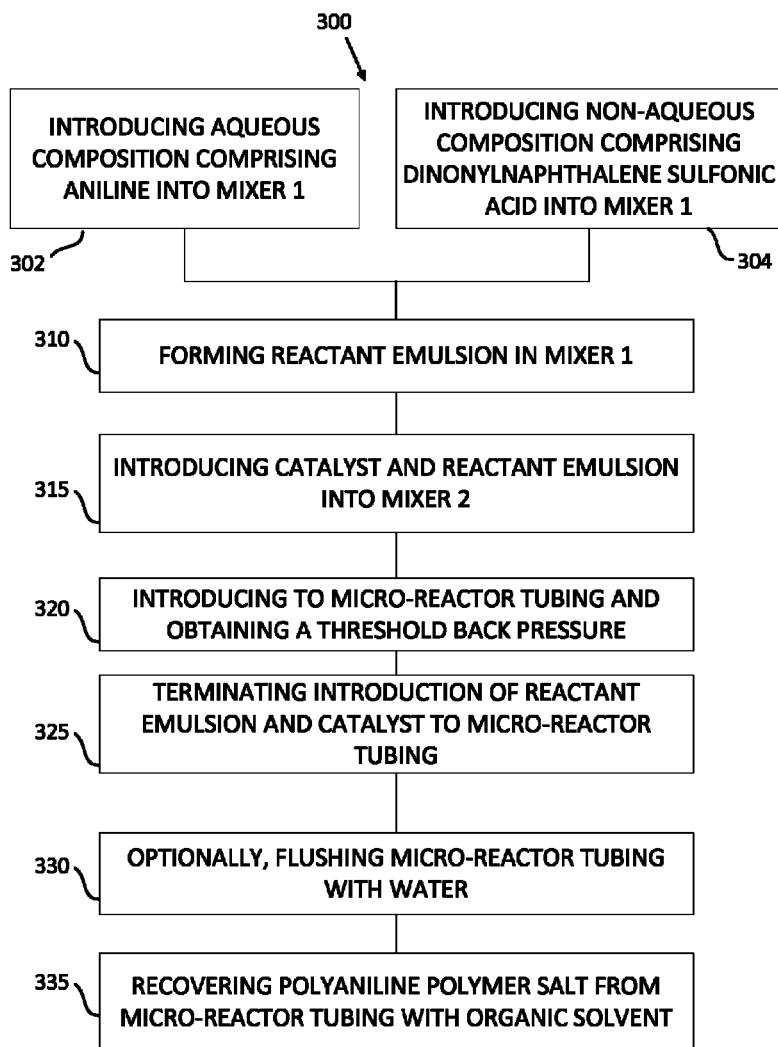 300
INTRODUCING AQUEOUS
COMPOSITION COMPRISING
ANILINE INTO MIXER 1
302
INTRODUCING NON-AQUEOUS
COMPOSITION COMPRISING
DINONYLNAPHTHALENE SULFONIC
ACID INTO MIXER 1
304
310
FORMING REACTANT EMULSION IN MIXER 1
315
INTRODUCING CATALYST AND REACTANT EMULSION
INTO MIXER 2
320
INTRODUCING TO MICRO-REACTOR TUBING AND
OBTAINING A THRESHOLD BACK PRESSURE
325
TERMINATING INTRODUCTION OF REACTANT
EMULSION AND CATALYST TO MICRO-REACTOR
TUBING
330
OPTIONALLY, FLUSHING MICRO-REACTOR TUBING
WITH WATER
335
RECOVERING POLYANILINE POLYMER SALT FROM
MICRO-REACTOR TUBING WITH ORGANIC SOLVENT